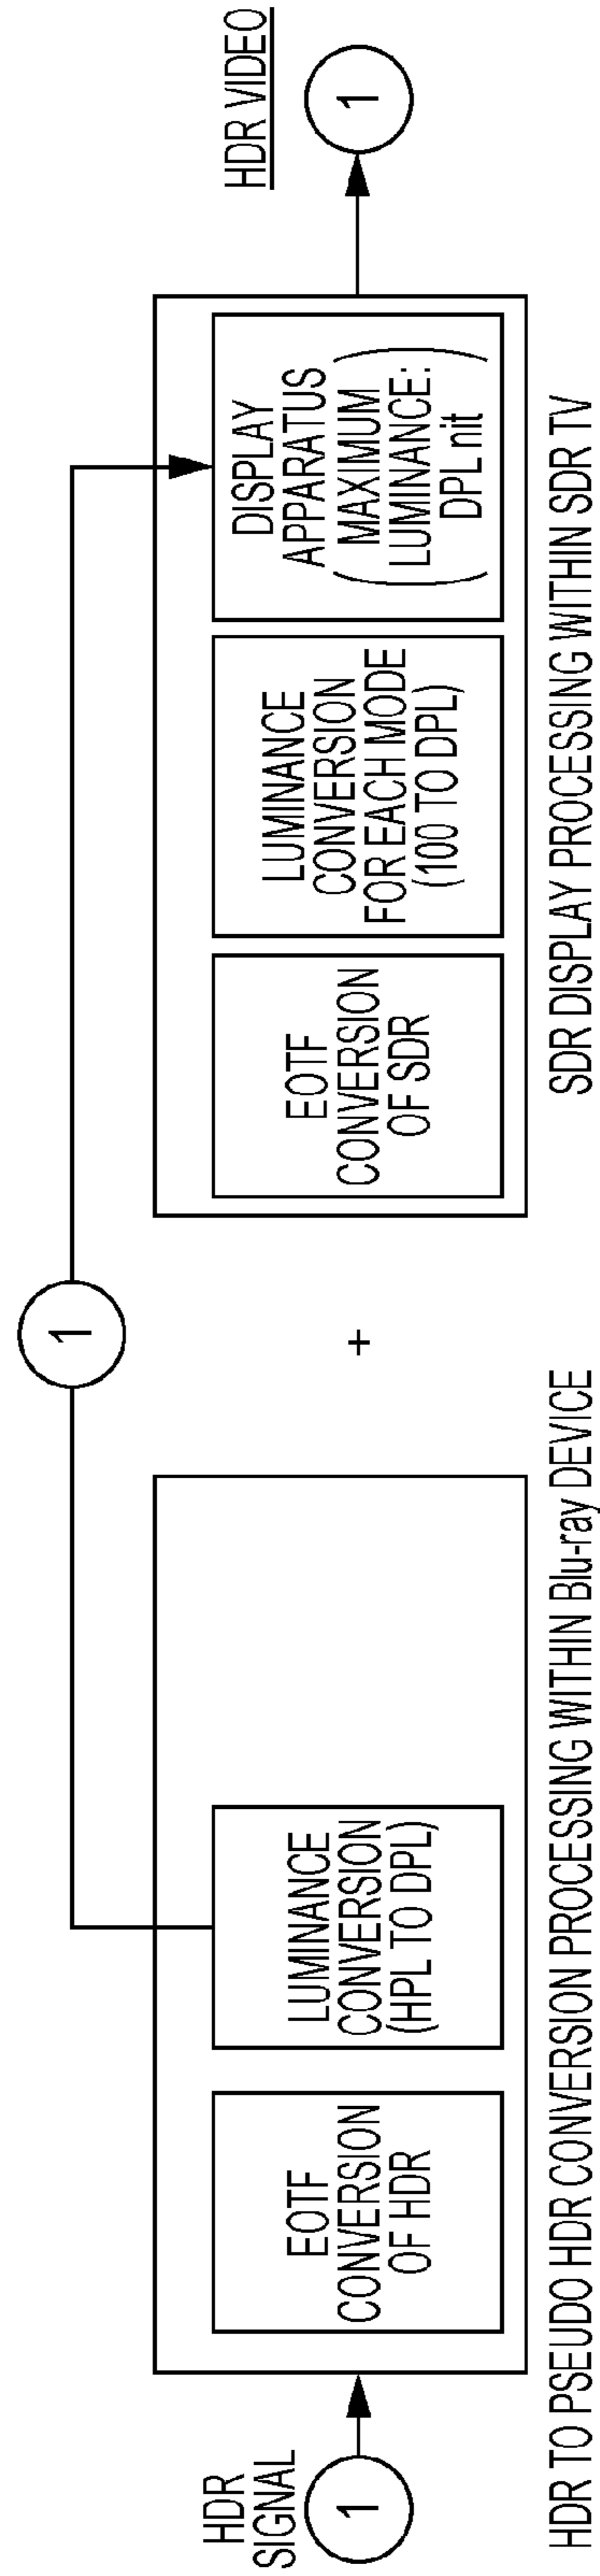 HDR
SIGNAL
1
EOTF
CONVERSION
OF HDR
LUMINANCE
CONVERSION
(HPL TO DPL)
HDR TO PSEUDO HDR CONVERSION PROCESSING WITHIN Blu-ray DEVICE
1
+
EOTF
CONVERSION
OF SDR
LUMINANCE
CONVERSION
FOR EACH MODE
(100 TO DPL)
DISPLAY
APPARATUS
(MAXIMUM
LUMINANCE:
DPL nit)
SDR DISPLAY PROCESSING WITHIN SDR TV
HDR VIDEO
1